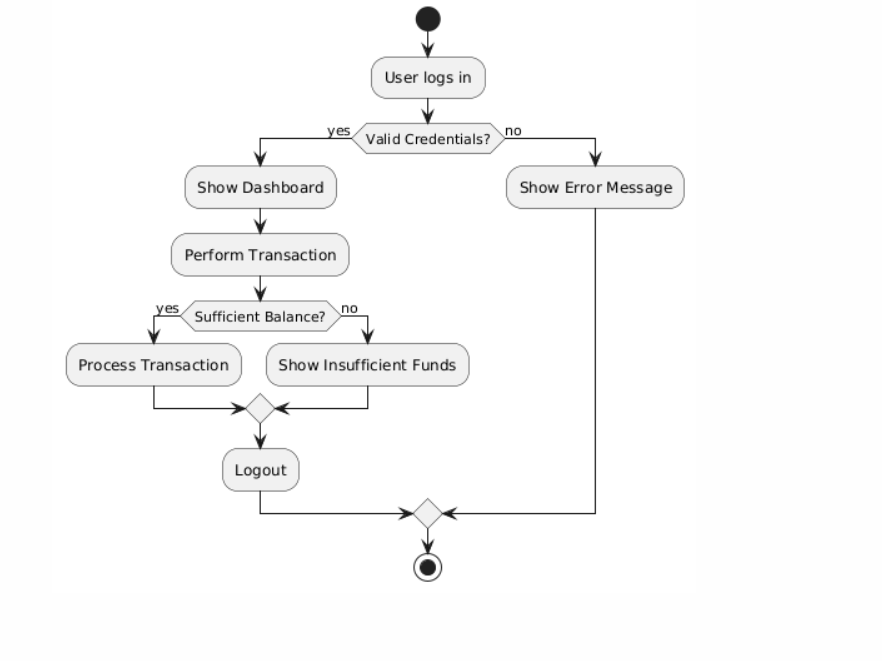 User logs in
yes
Valid Credentials?
no
Show Dashboard
Show Error Message
Perform Transaction
yes
Sufficient Balance?
no
Process Transaction
Show Insufficient Funds
Logout